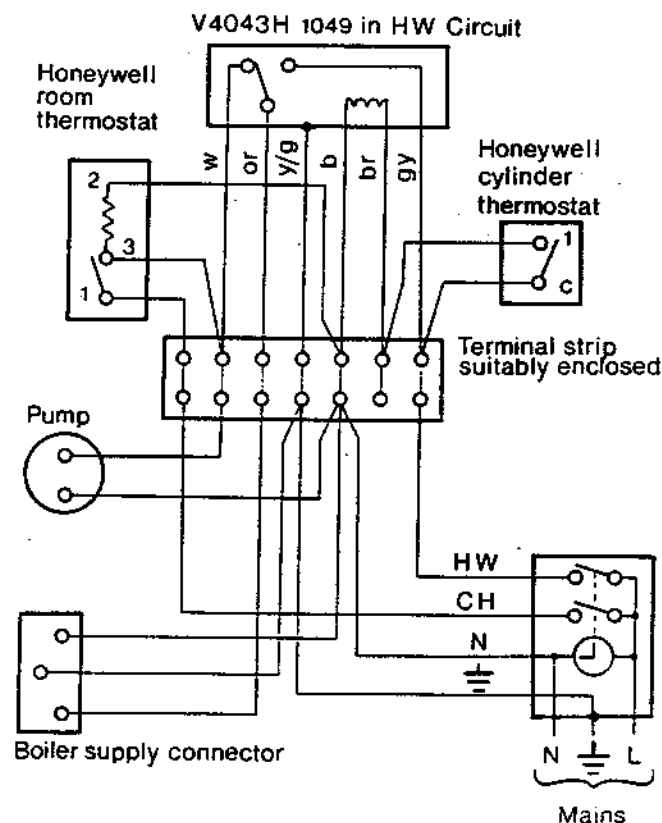 V4043H 1049 in HW Circuit
Honeywell
room
thermostat
w
or
y/g
b
br
gy
Honeywell
cylinder
thermostat
2
3
1
1
c
Terminal strip
suitably enclosed
Pump
HW
CH
N
Boiler supply connector
N
L
Mains